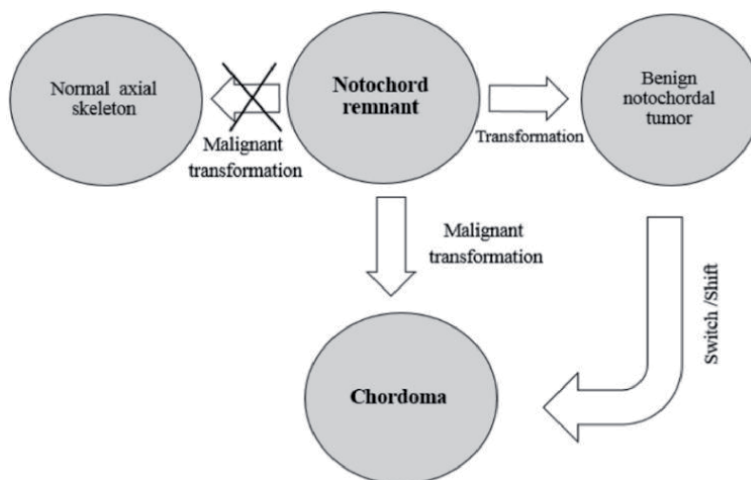 Normal axial
skeleton
Notochord
remnant
Benign
notochordal
tumor
Malignant
transformation
Transformation
Malignant
transformation
Switch /Shift
Chordoma